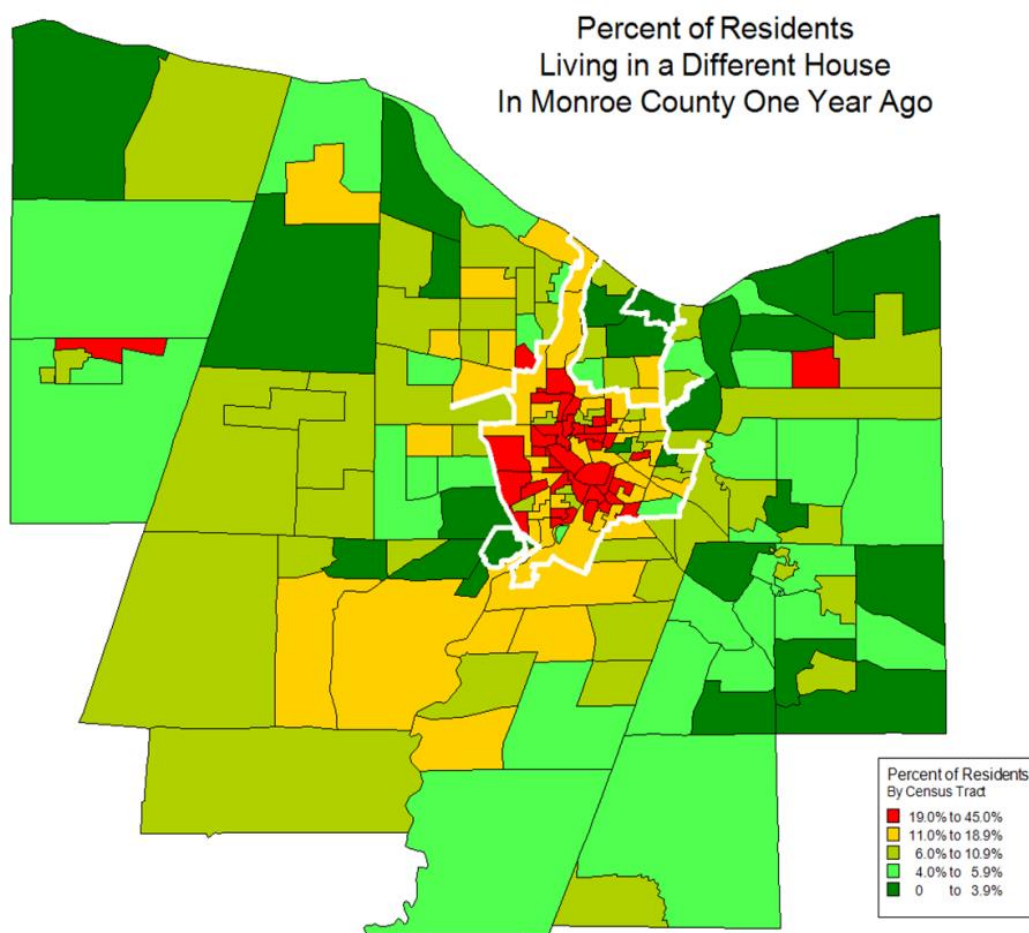 Percent of Residents
Living in a Different House
In Monroe County One Year Ago
Percent of Residents
By Census Tract
19.0% to 45.0%
11.0% to 18.9%
6.0% to 10.9%
4.0% to 5.9%
0 to 3.9%